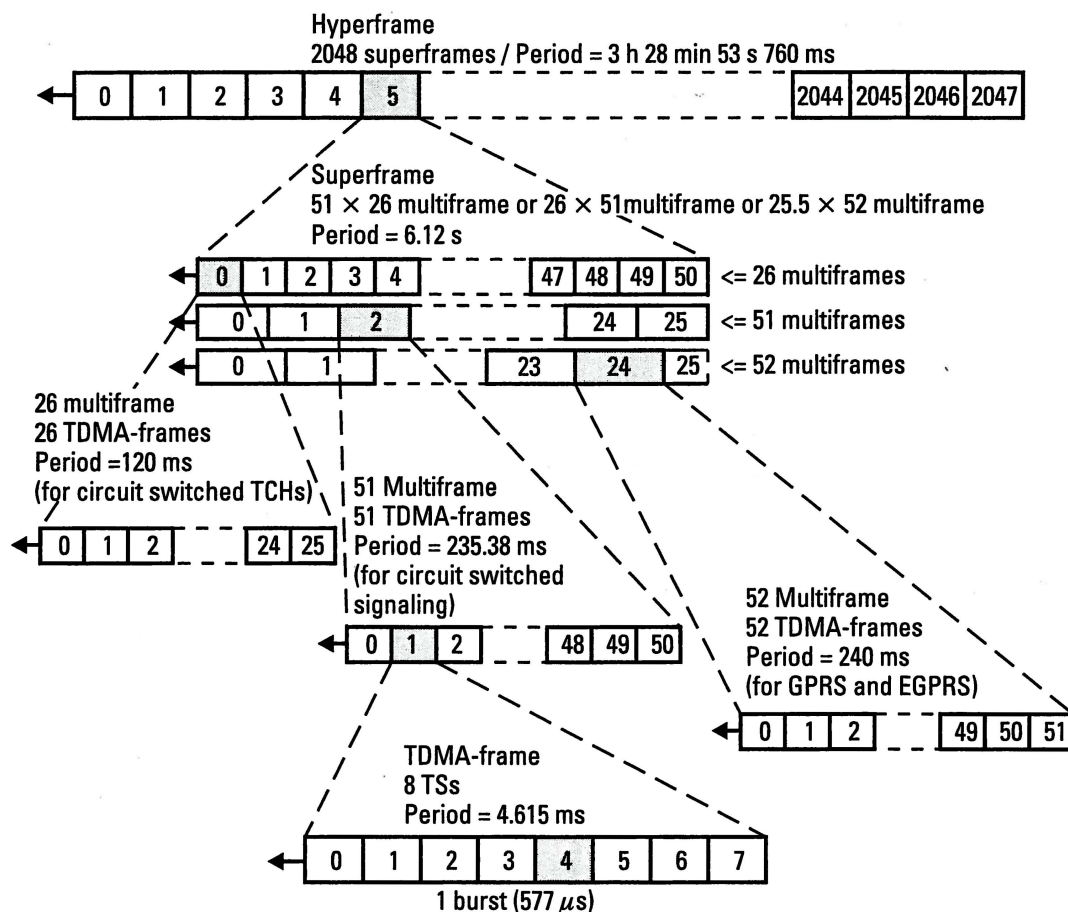 Hyperframe
2048 superframes / Period = 3 h 28 min 53 s 760 ms
0 1 2 3 4 5 2044 2045 2046 2047
Superframe
51 × 26 multiframe or 26 × 51multiframe or 25.5 × 52 multiframe
Period = 6.12 s
0 1 2 3 4 47 48 49 50 <= 26 multiframes
0 1 2 24 25 <= 51 multiframes
0 1 23 24 25 <= 52 multiframes
26 multiframe
26 TDMA-frames
Period =120 ms
(for circuit switched TCHs)
0 1 2 24 25
51 Multiframe
51 TDMA-frames
Period = 235.38 ms
(for circuit switched
signaling)
0 1 2 48 49 50
52 Multiframe
52 TDMA-frames
Period = 240 ms
(for GPRS and EGPRS)
0 1 2 49 50 51
TDMA-frame
8 TSs
Period = 4.615 ms
0 1 2 3 4 5 6 7
1 burst (577 μs)